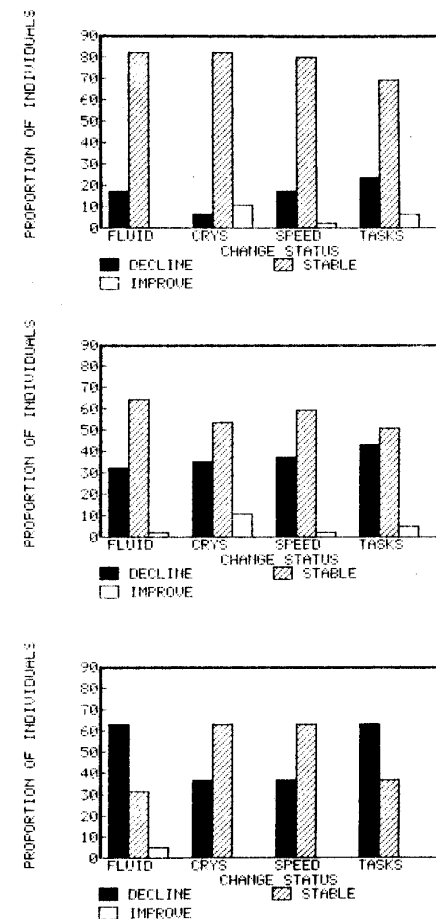 PROPORTION OF INDIVIDUALS
90
80
70
60
50
40
30
20
10
0
FLUID CRYS SPEED TASKS
CHANGE STATUS
DECLINE STABLE
IMPROVE
PROPORTION OF INDIVIDUALS
90
80
70
60
50
40
30
20
10
0
FLUID CRYS SPEED TASKS
CHANGE STATUS
DECLINE STABLE
IMPROVE
PROPORTION OF INDIVIDUALS
90
80
70
60
50
40
30
20
10
0
FLUID CRYS SPEED TASKS
CHANGE STATUS
DECLINE STABLE
IMPROVE